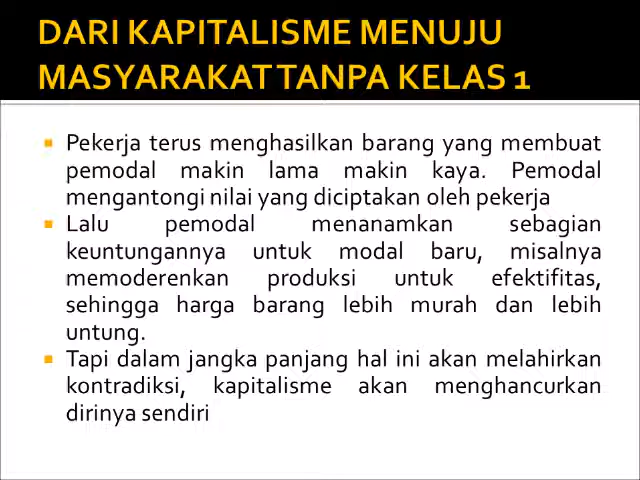 DARI KAPITALISME MENUJU
MASYARAKAT TANPA KELAS 1
Pekerja terus menghasilkan barang yang membuat
pemodal makin lama makin kaya. Pemodal
mengantongi nilai yang diciptakan oleh pekerja
Lalu pemodal menanamkan sebagian
keuntungannya untuk modal baru, misalnya
memoderenkan produksi untuk efektifitas,
sehingga harga barang lebih murah dan lebih
untung.
Tapi dalam jangka panjang hal ini akan melahirkan
kontradiksi, kapitalisme akan menghancurkan
dirinya sendiri